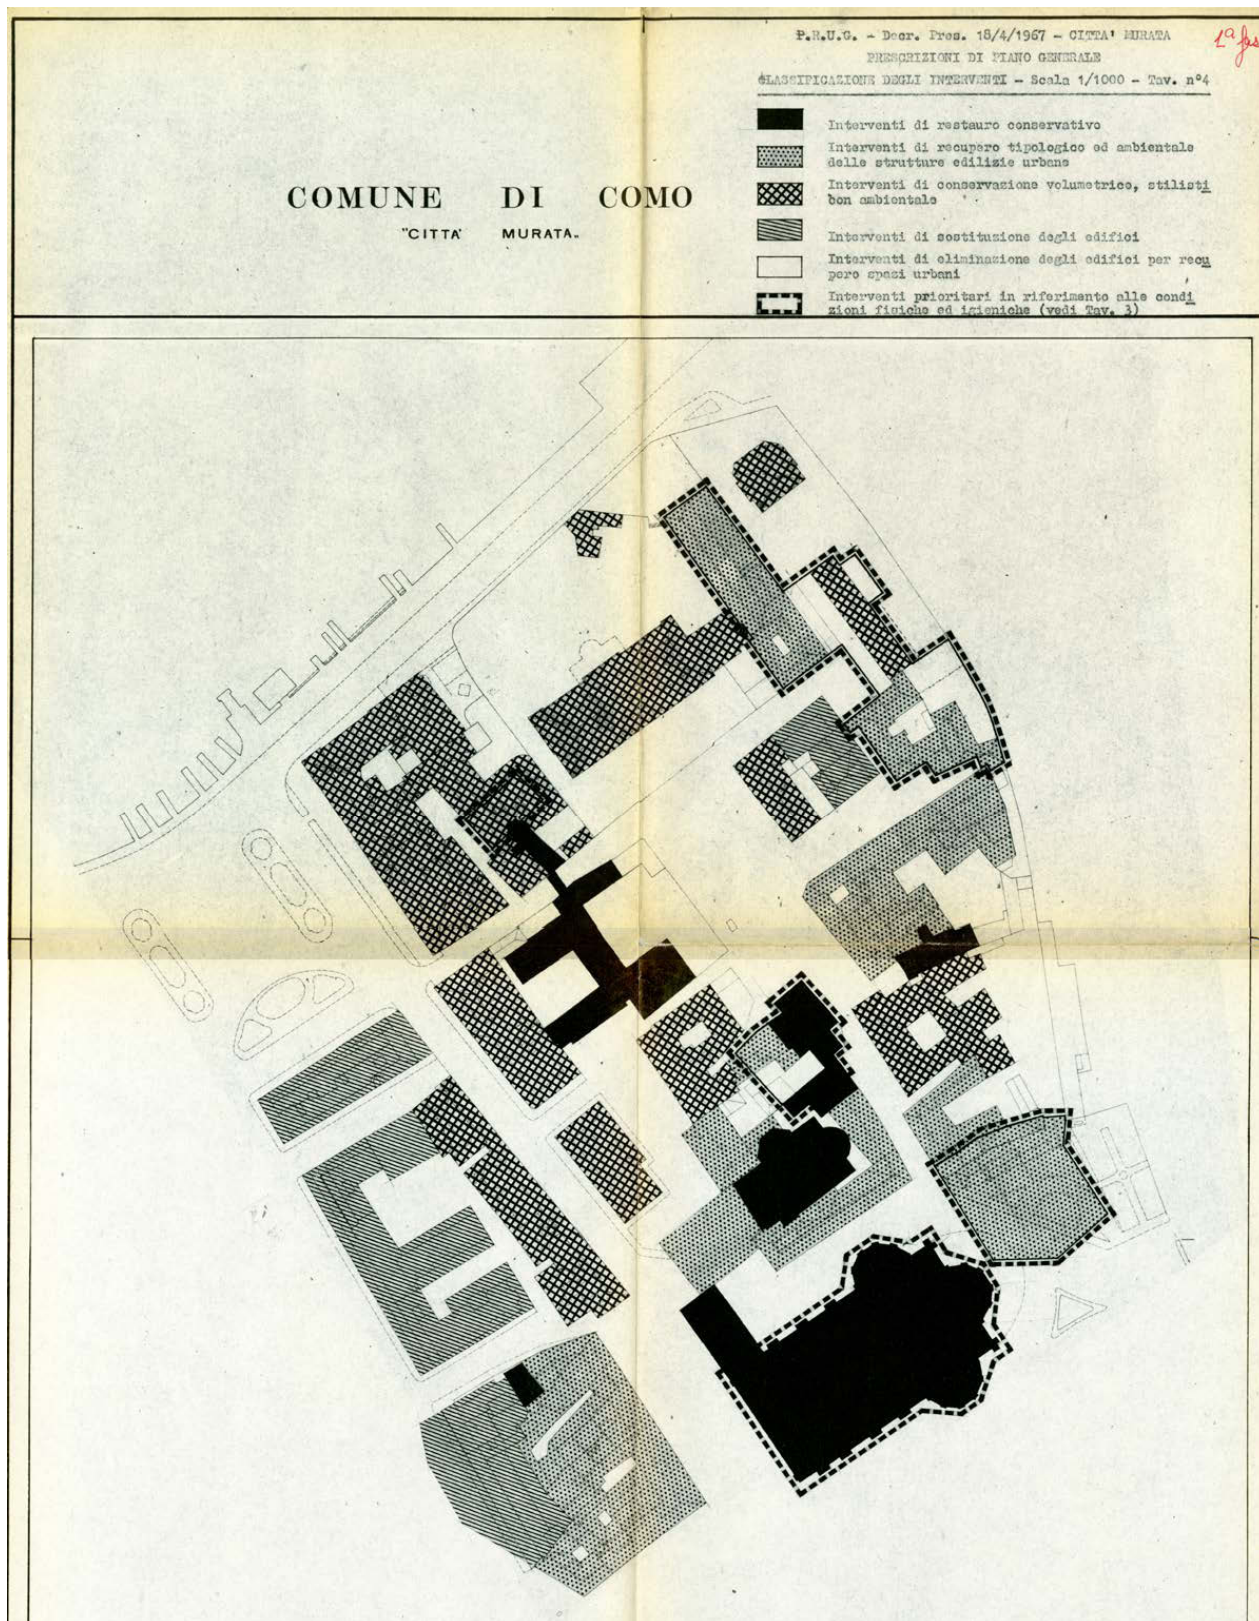 P.R.U.G. - Decr. Pres. 18/4/1967 - CITTA' MURATA
1ª
PRESCRIZIONI DI PIANO GENERALE
CLASSIFICAZIONE DEGLI INTERVENTI - Scala 1/1000 - Tav. nº4
Interventi di restauro conservativo
Interventi di recupero tipologico ed ambientale
delle strutture edilizie urbane
Interventi di conservazione volumetrico, stilisti
bon ambientale
Interventi di sostituzione degli edifici
Interventi di eliminazione degli edifici per recu
pero spazi urbani
Interventi prioritari in riferimento alle condi
zioni fisiche ed igieniche (vedi Tav. 3)
COMUNE DI COMO
"CITTA' MURATA"